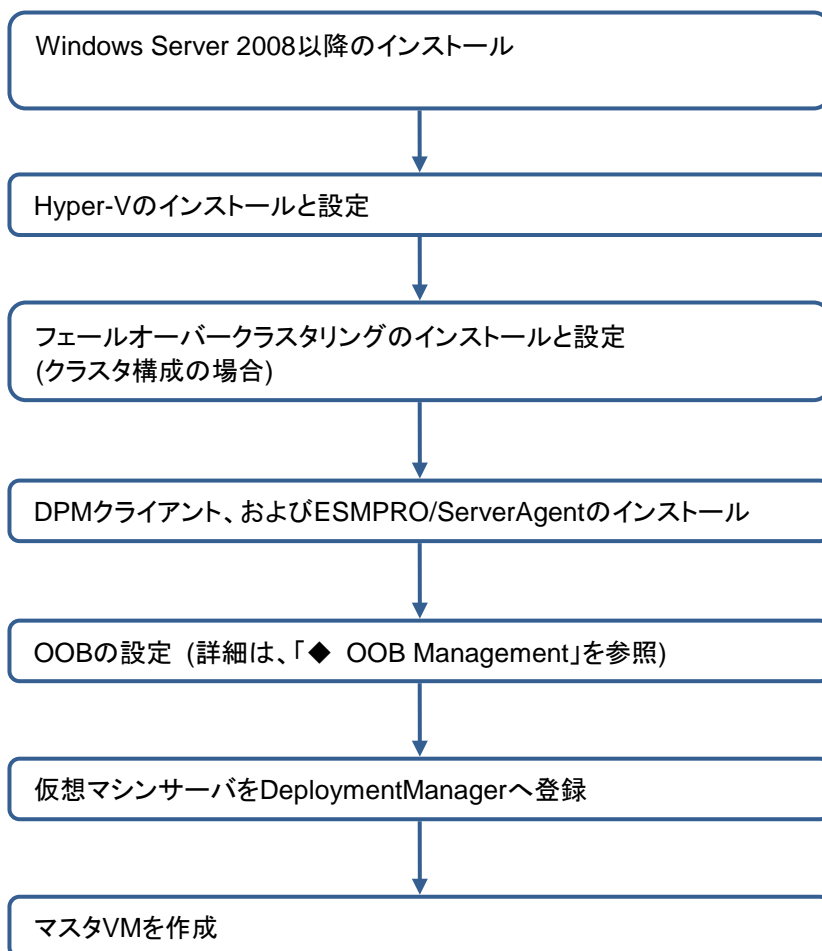 Windows Server 2008以降のインストール
Hyper-Vのインストールと設定
フェールオーバークラスタリングのインストールと設定
(クラスタ構成の場合)
DPMクライアント、およびESMPRO/ServerAgentのインストール
OOBの設定 (詳細は、「◆ OOB Management」を参照)
仮想マシンサーバをDeploymentManagerへ登録
マスタVMを作成